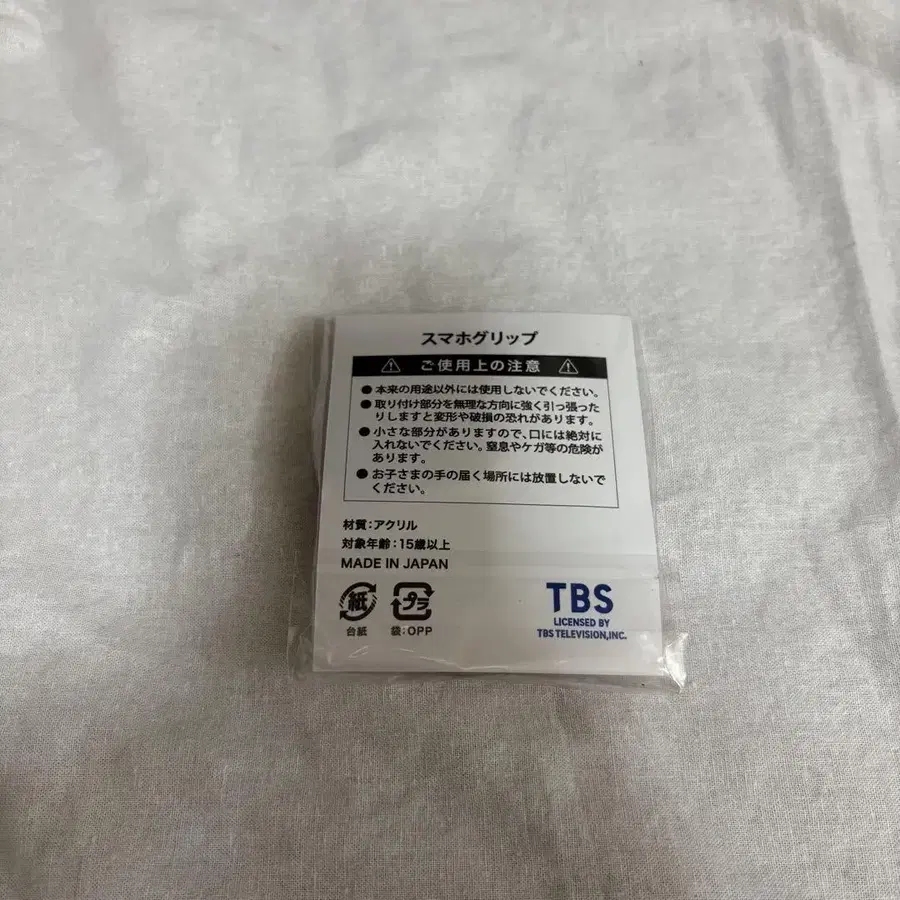 スマホグリップ
ご使用上の注意
●本来の用途以外には使用しないでください。
●取り付け部分を無理な方向に強く引っ張った
りしますと変形や破損の恐れがあります。
●小さな部分がありますので、口には絶対に
入れないでください。窒息やケガ等の危険が
あります。
●お子さまの手の届く場所には放置しないで
ください。
材質:アクリル
対象年齢:15歳以上
MADE IN JAPAN
紙
プラ
台紙
袋:OPP
TBS
LICENSED BY
TBS TELEVISION,INC.